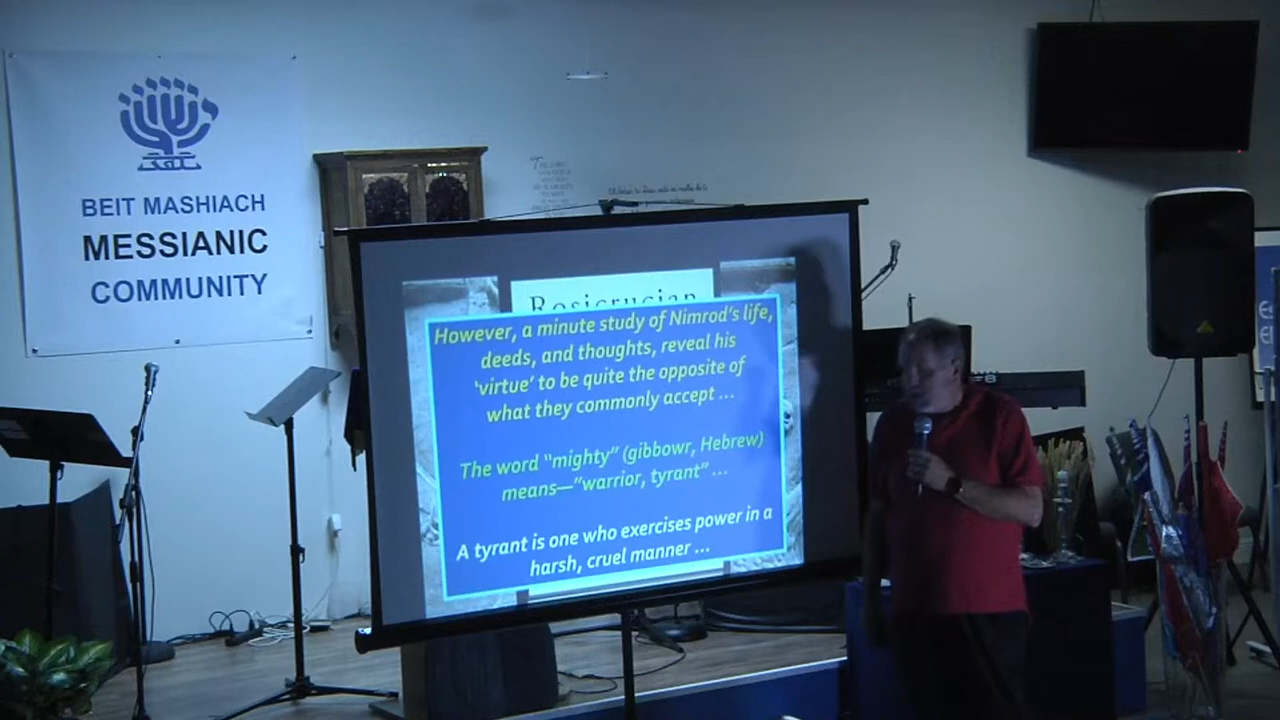 BEIT MASHIACH
MESSIANIC
COMMUNITY
Rosicrucian
However, a minute study of Nimrod's life,
deeds, and thoughts, reveal his
'virtue' to be quite the opposite of
what they commonly accept ...
The word "mighty" (gibbowr, Hebrew)
means—"warrior, tyrant" ...
A tyrant is one who exercises power in a
harsh, cruel manner ...